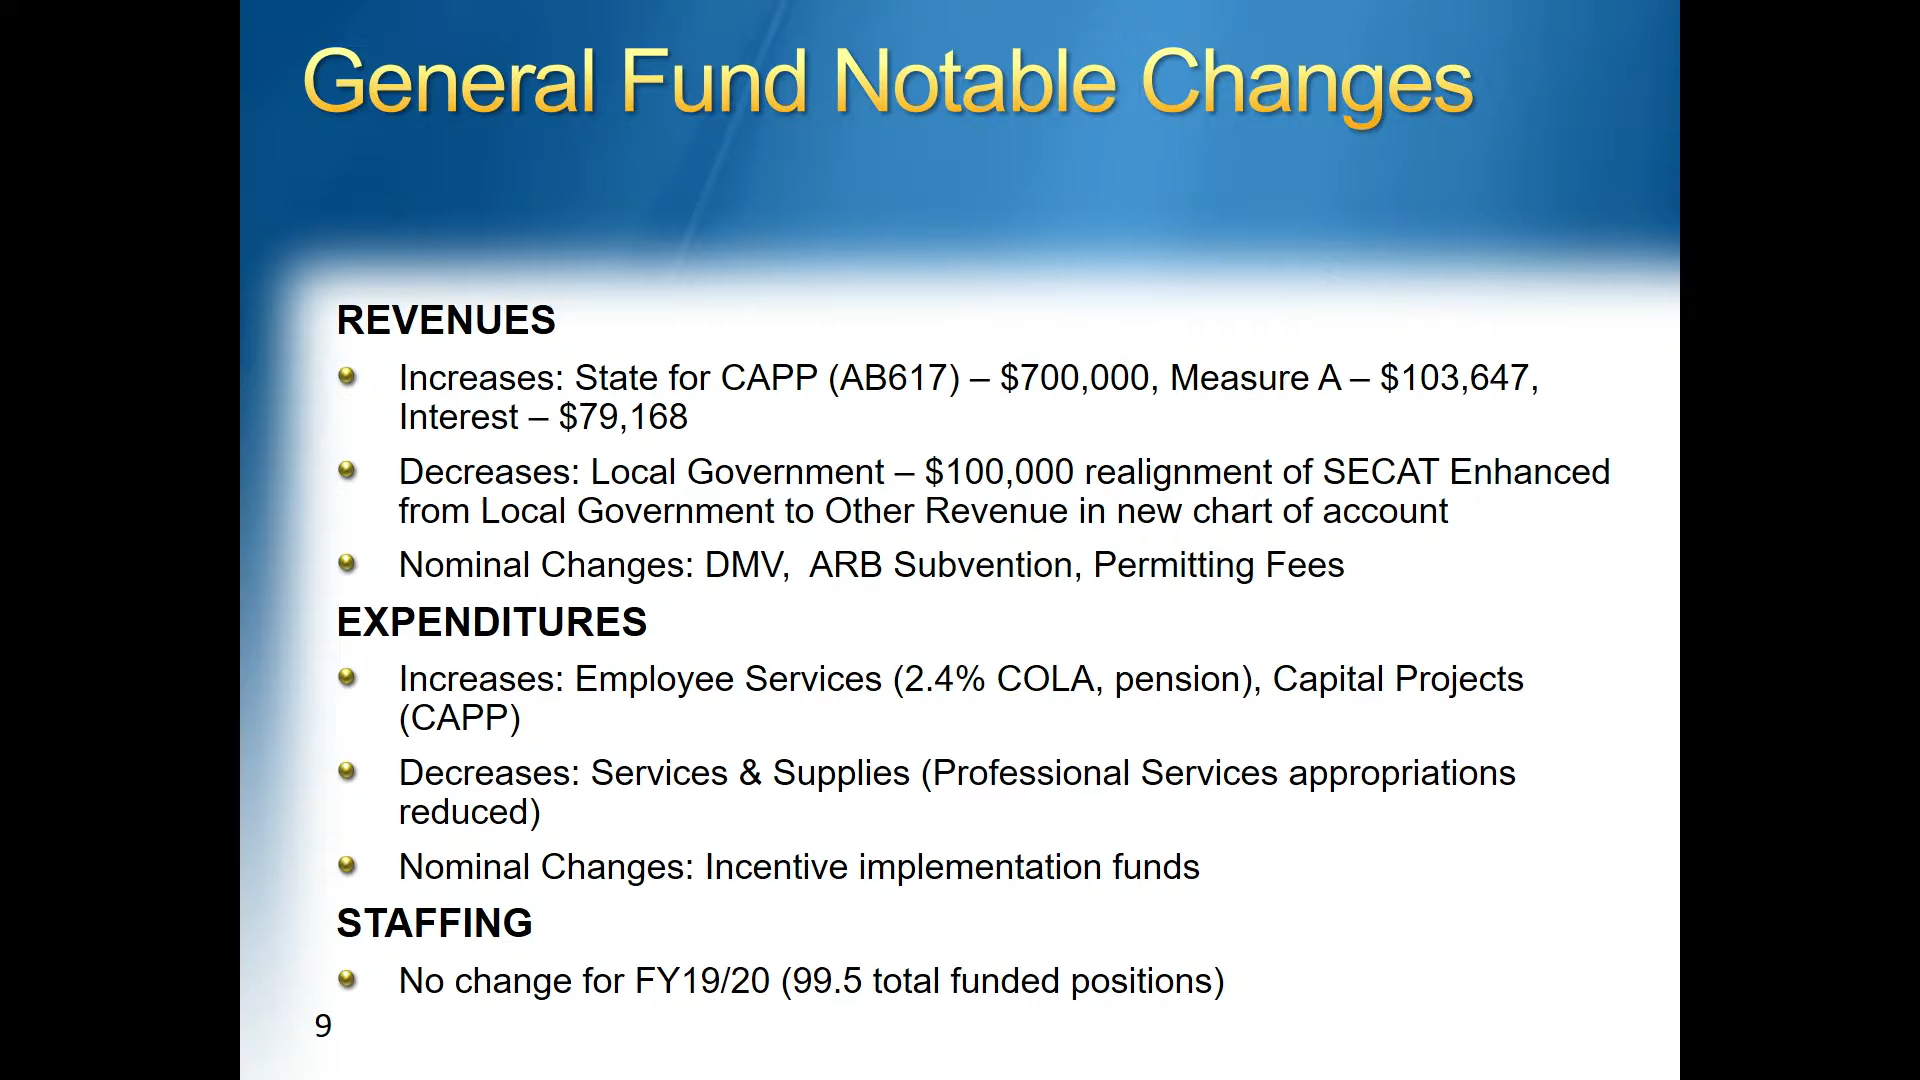 General Fund Notable Changes
REVENUES
Increases: State for CAPP (AB617) – $700,000, Measure A – $103,647,
Interest – $79,168
Decreases: Local Government – $100,000 realignment of SECAT Enhanced
from Local Government to Other Revenue in new chart of account
Nominal Changes: DMV,  ARB Subvention, Permitting Fees
EXPENDITURES
Increases: Employee Services (2.4% COLA, pension), Capital Projects
(CAPP)
Decreases: Services & Supplies (Professional Services appropriations
reduced)
Nominal Changes: Incentive implementation funds
STAFFING
No change for FY19/20 (99.5 total funded positions)
9